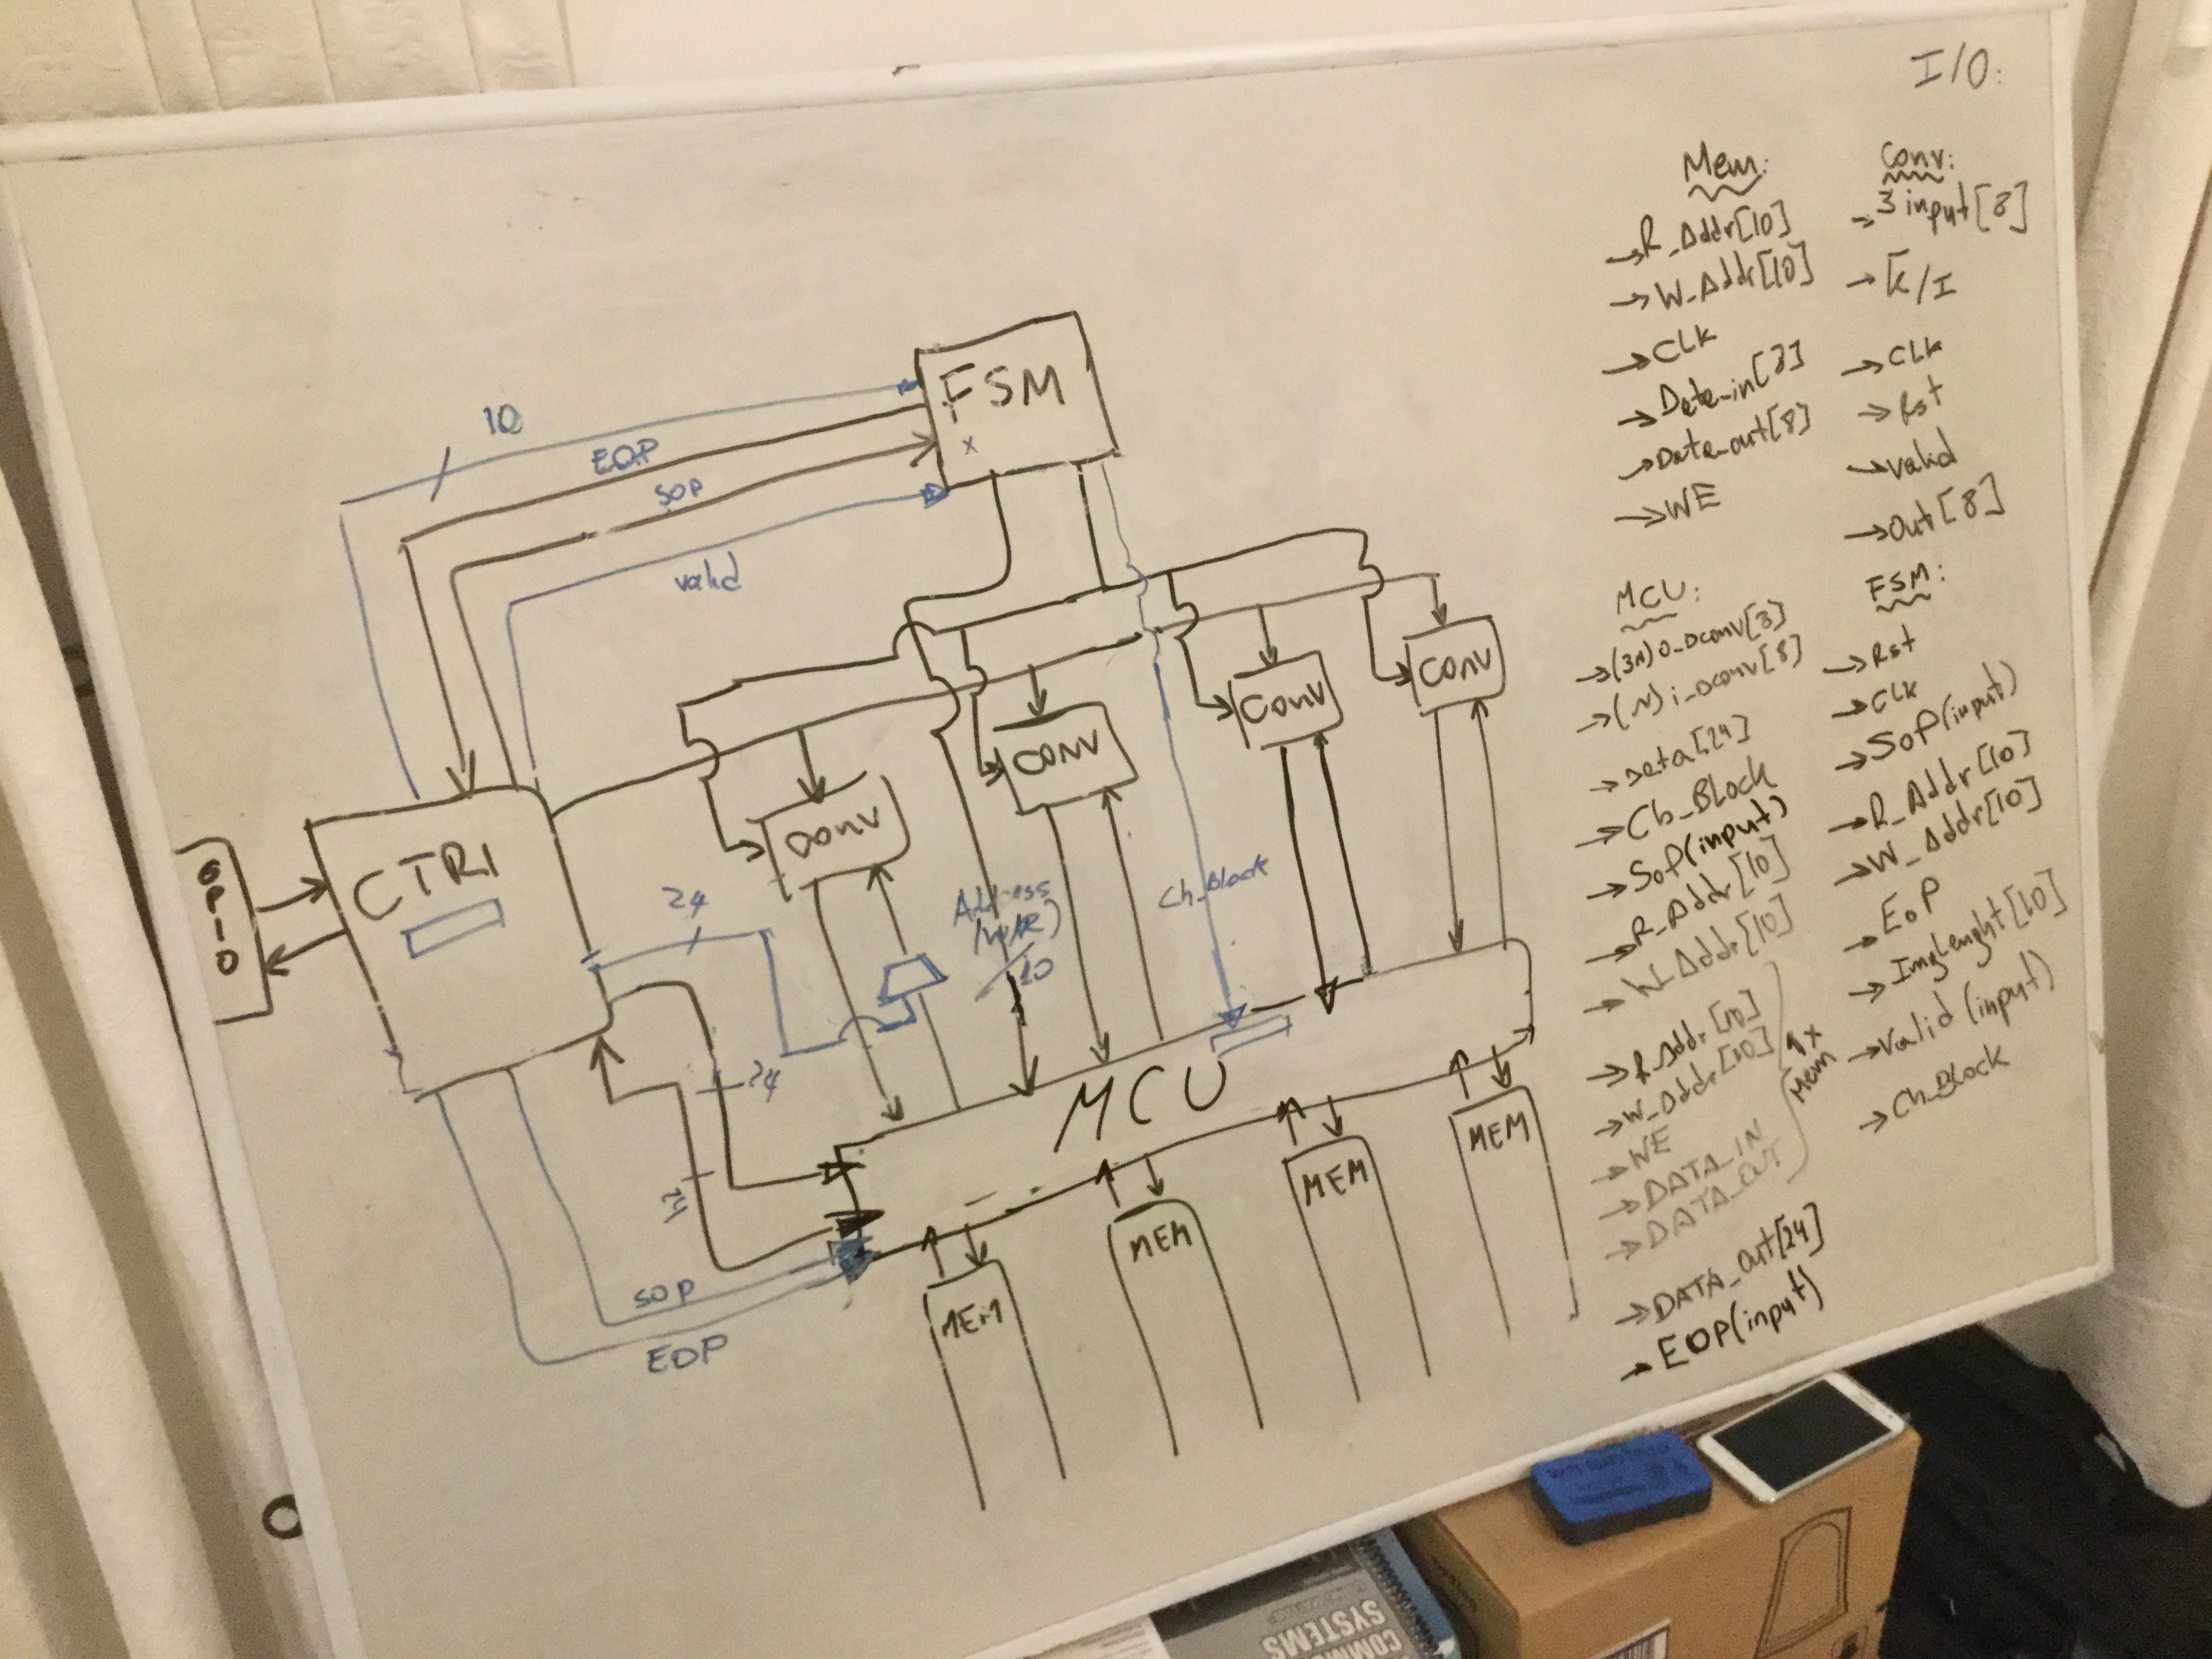 I/O:
Mem:
→R_Addr[10]
→W_Addr[10]
→CLK
→Data_in[8]
→Data_out[8]
→WE
Conv:
→3 input[8]
→K/I
→CLK
→Rst
→valid
→Out[8]
MCU:
→(3N)O_Dconv[8]
→(N)i_Dconv[8]
→Data[24]
→Ch_Block
→SoP(input)
→R_Addr[10]
→W_Addr[10]
→R_Addr[10]
→W_Addr[10]
→WE
→DATA_IN
→DATA_OUT
4x
Mem
→DATA_Out[24]
→EOP(input)
FSM:
→Rst
→CLK
→SoP(input)
→R_Addr[10]
→W_Addr[10]
→EoP
→ImgLenght[10]
→Valid (input)
→Ch_Block
FSM
x
10
EOP
SOP
valid
CONV
CONV
CONV
CONV
CTRl
24
Address
(W/R)
10
Ch_Block
24
MCU
SOP
EOP
MEM
MEM
MEM
MEM
SYSTEMS